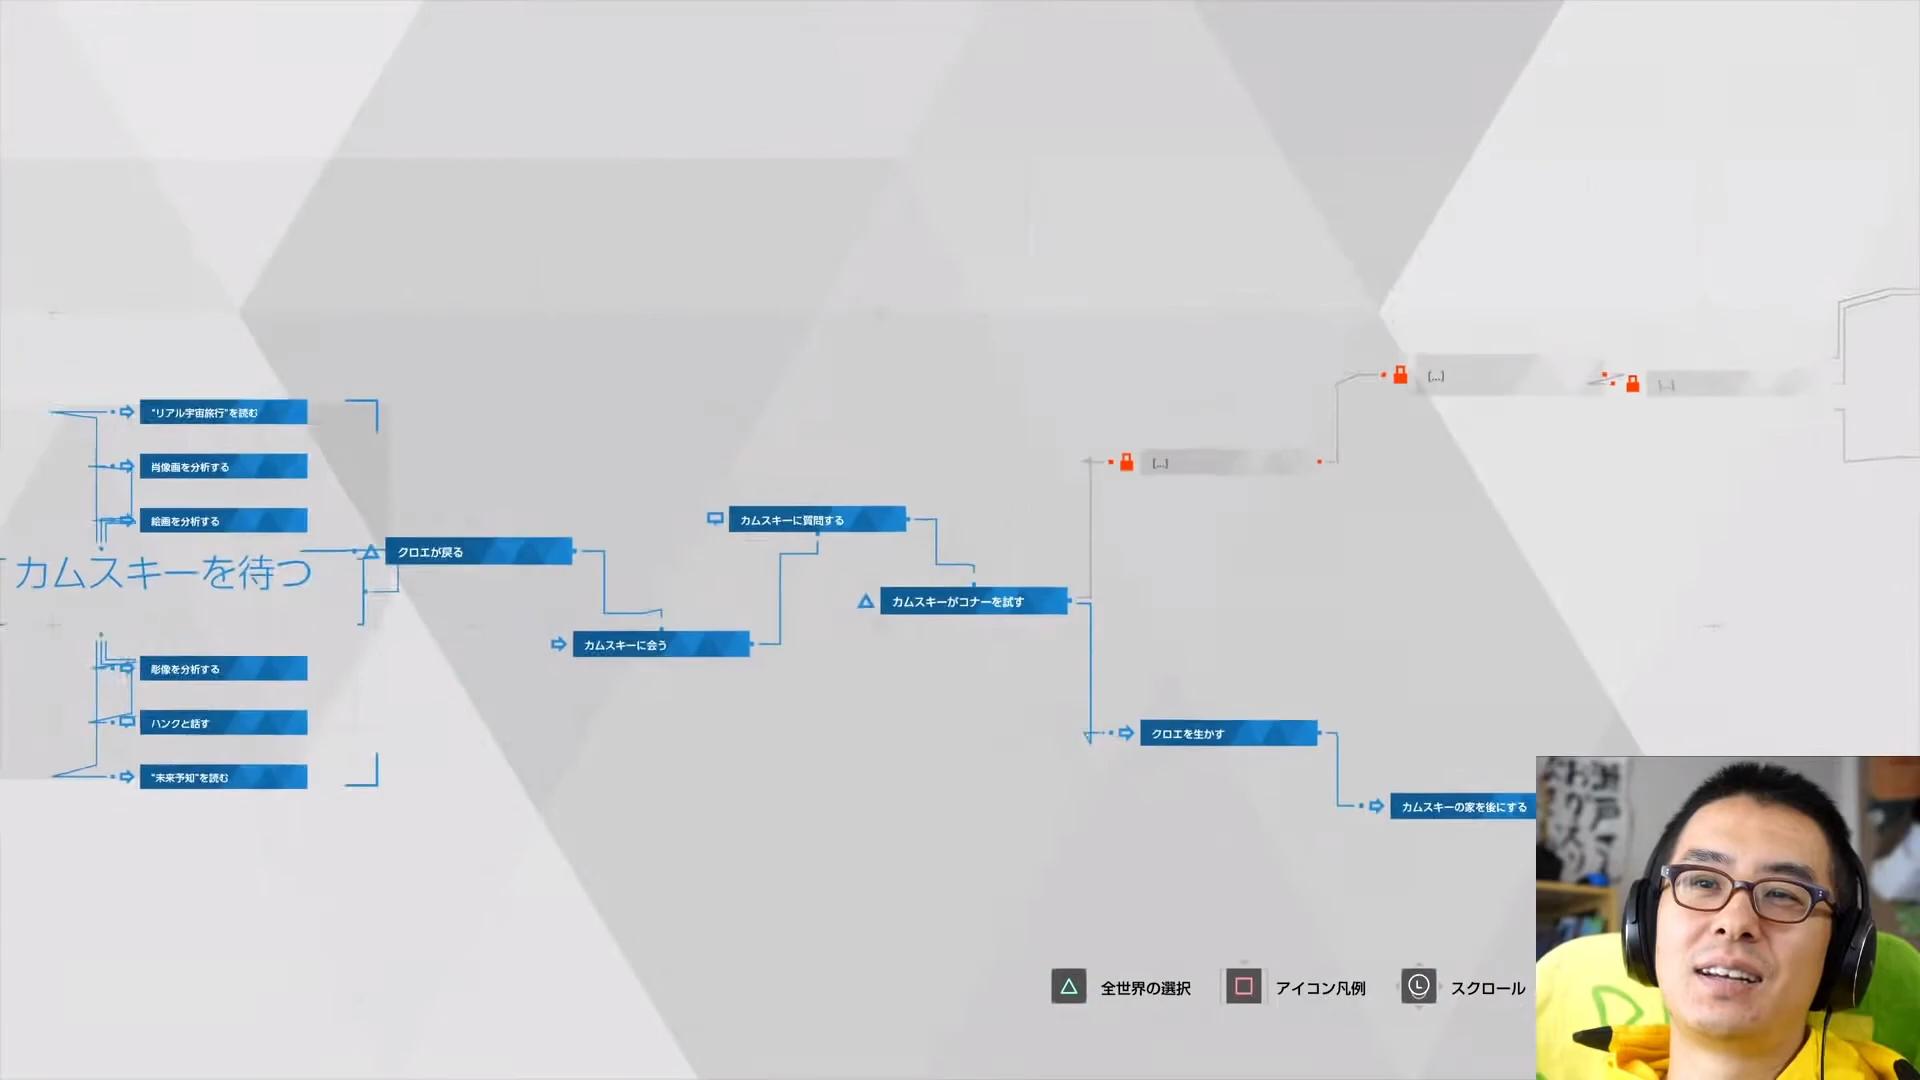 "リアル宇宙旅行"を読む
肖像画を分析する
絵画を分析する
カムスキーを待つ
彫像を分析する
ハンクと話す
"未来予知"を読む
クロエが戻る
カムスキーに会う
カムスキーに質問する
カムスキーがコナーを試す
[...]
[...]
[...]
クロエを生かす
カムスキーの家を後にする
全世界の選択
アイコン凡例
L
スクロール